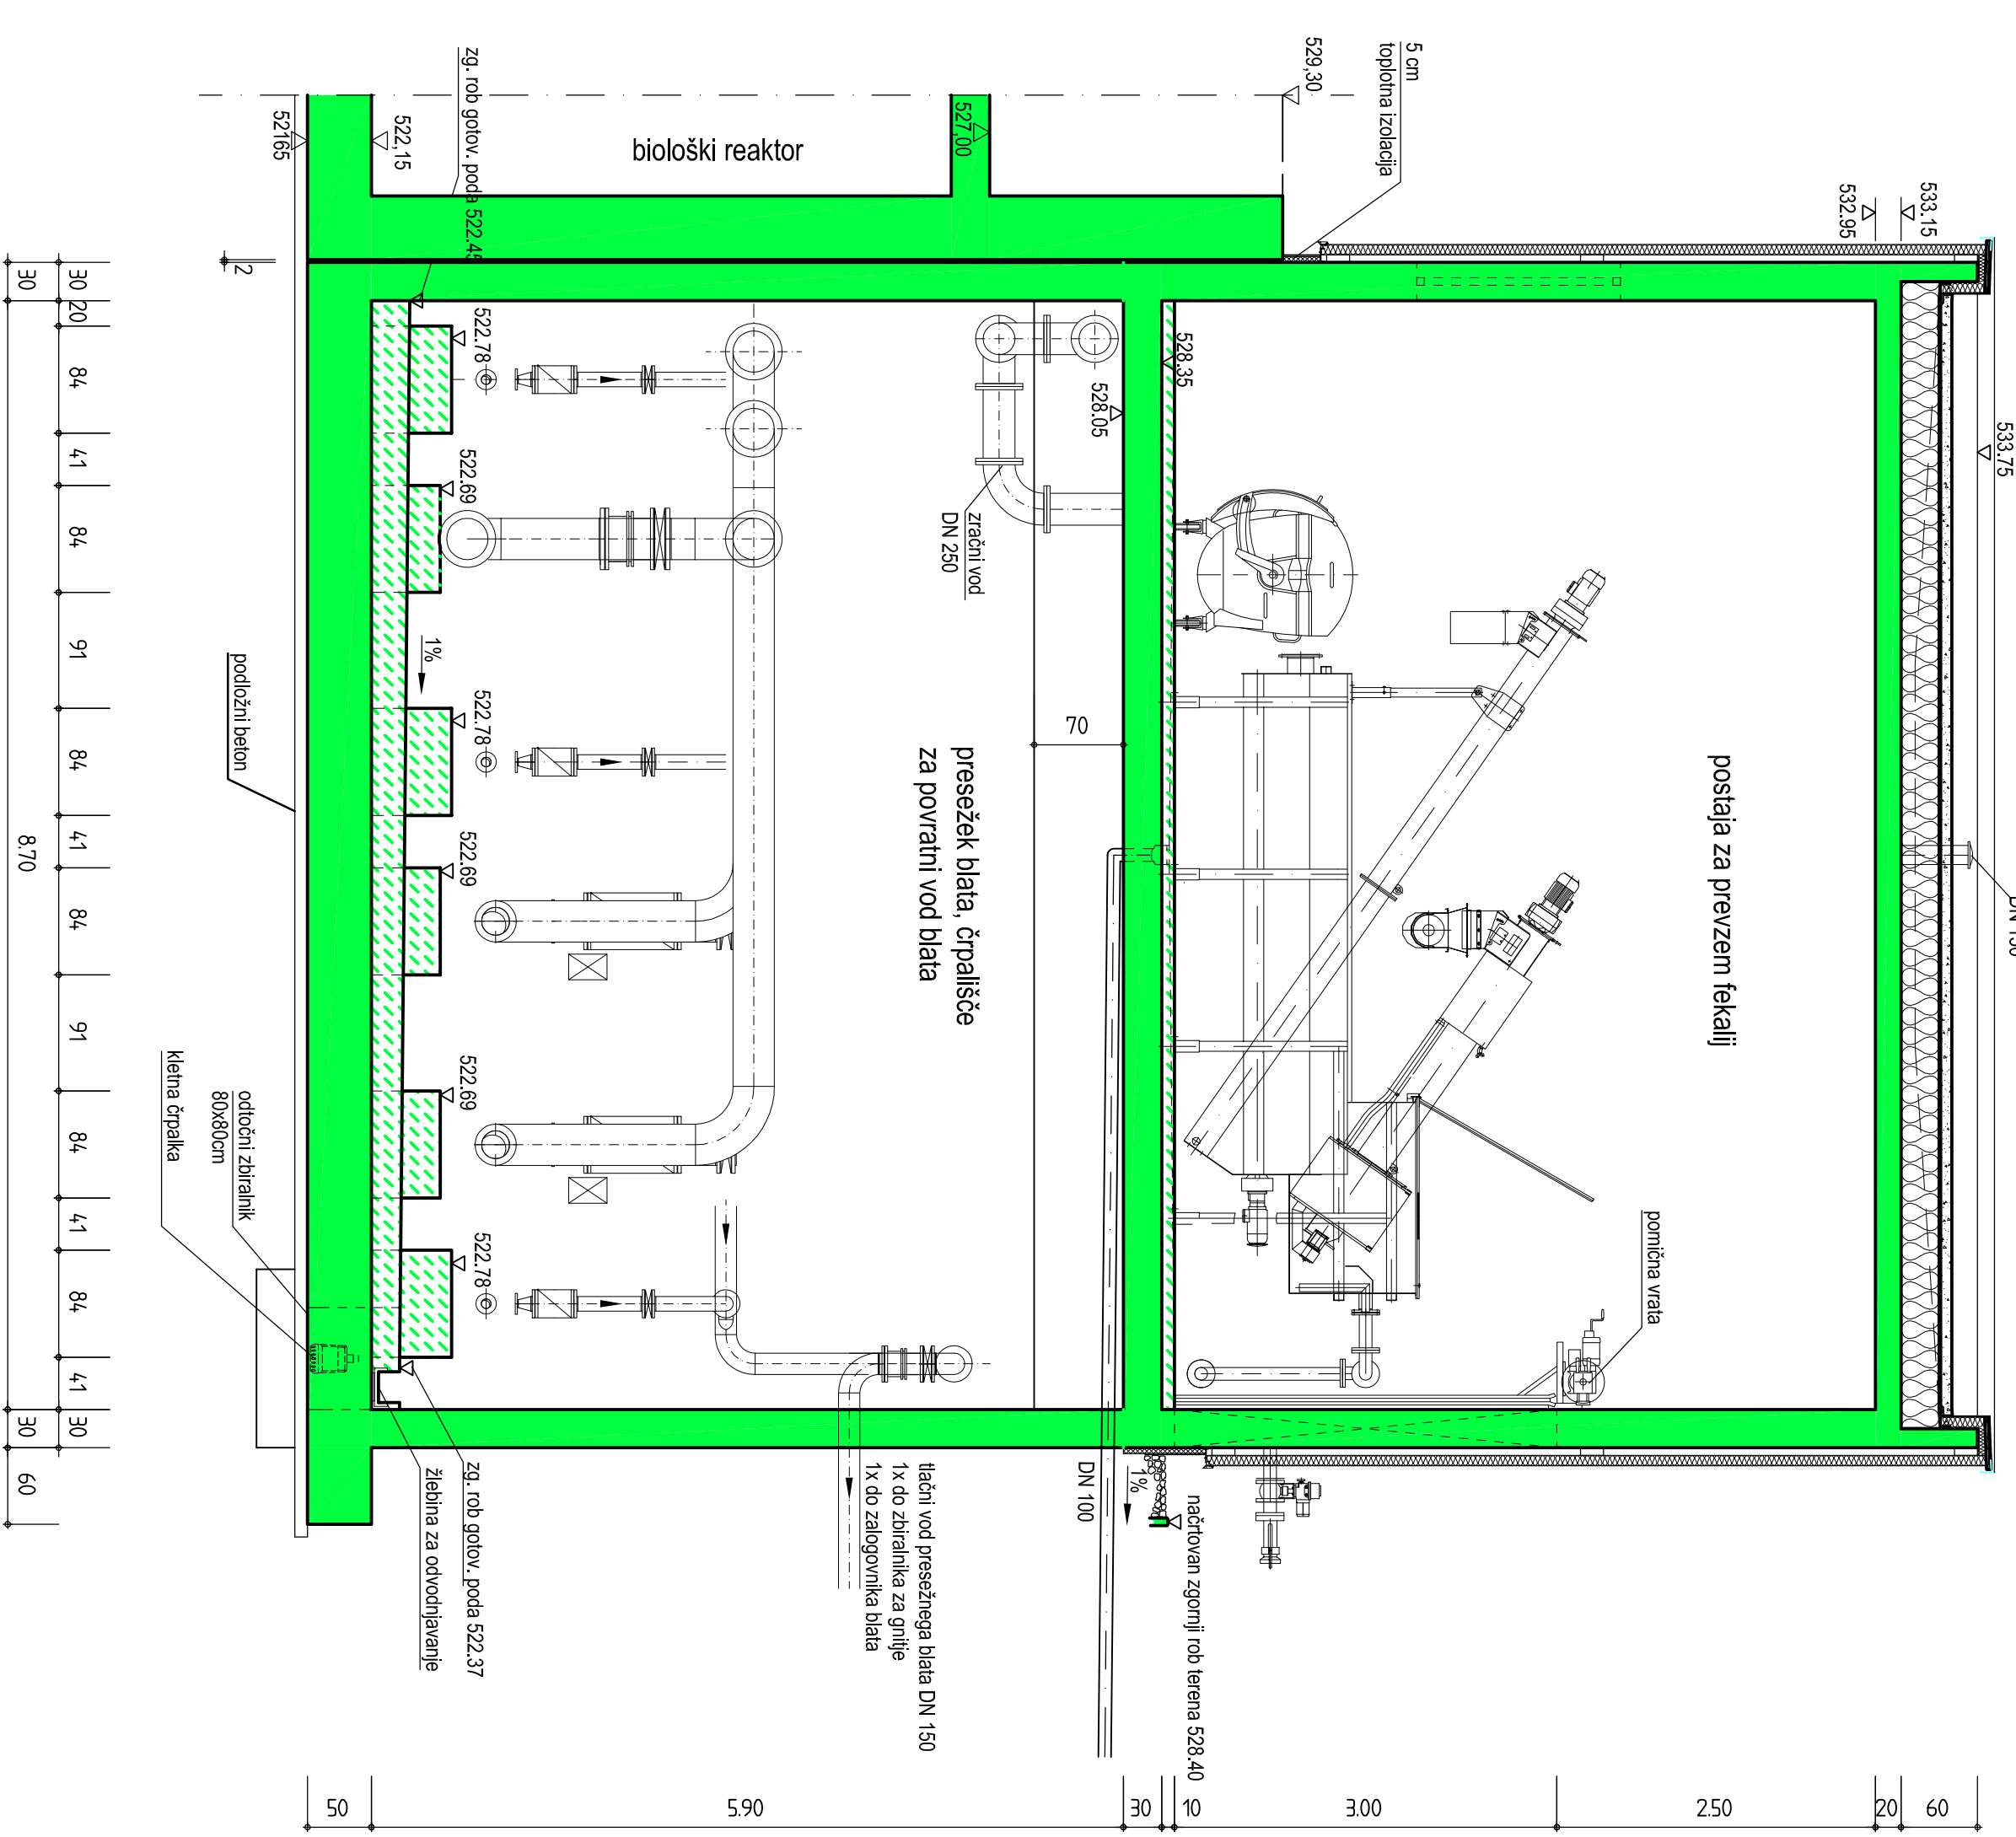 DN 150
533.75
533.15
532.95
5 cm
toplotna izolacija
529,30
postaja za prevzem fekalij
pomična vrata
528.35
528.05
527,00
biološki reaktor
zračni vod
DN 250
70
presežek blata, črpališče
za povratni vod blata
načrtovan zgornji rob terena 528.40
1%
DN 100
tlačni vod presežnega blata DN 150
1x do zbiralnika za gnitje
1x do zalogovnika blata
zg. rob gotov. poda 522.45
522.78
522.69
522.78
522.69
522.69
522.78
1%
zg. rob gotov. poda 522.37
žlebina za odvodnjavanje
522,15
52165
podložni beton
odtočni zbiralnik
80x80cm
kletna črpalka
2
30
20
84
41
84
91
84
41
84
91
84
41
84
41
30
30
8.70
30
60
50
5.90
30
10
3.00
2.50
20
60